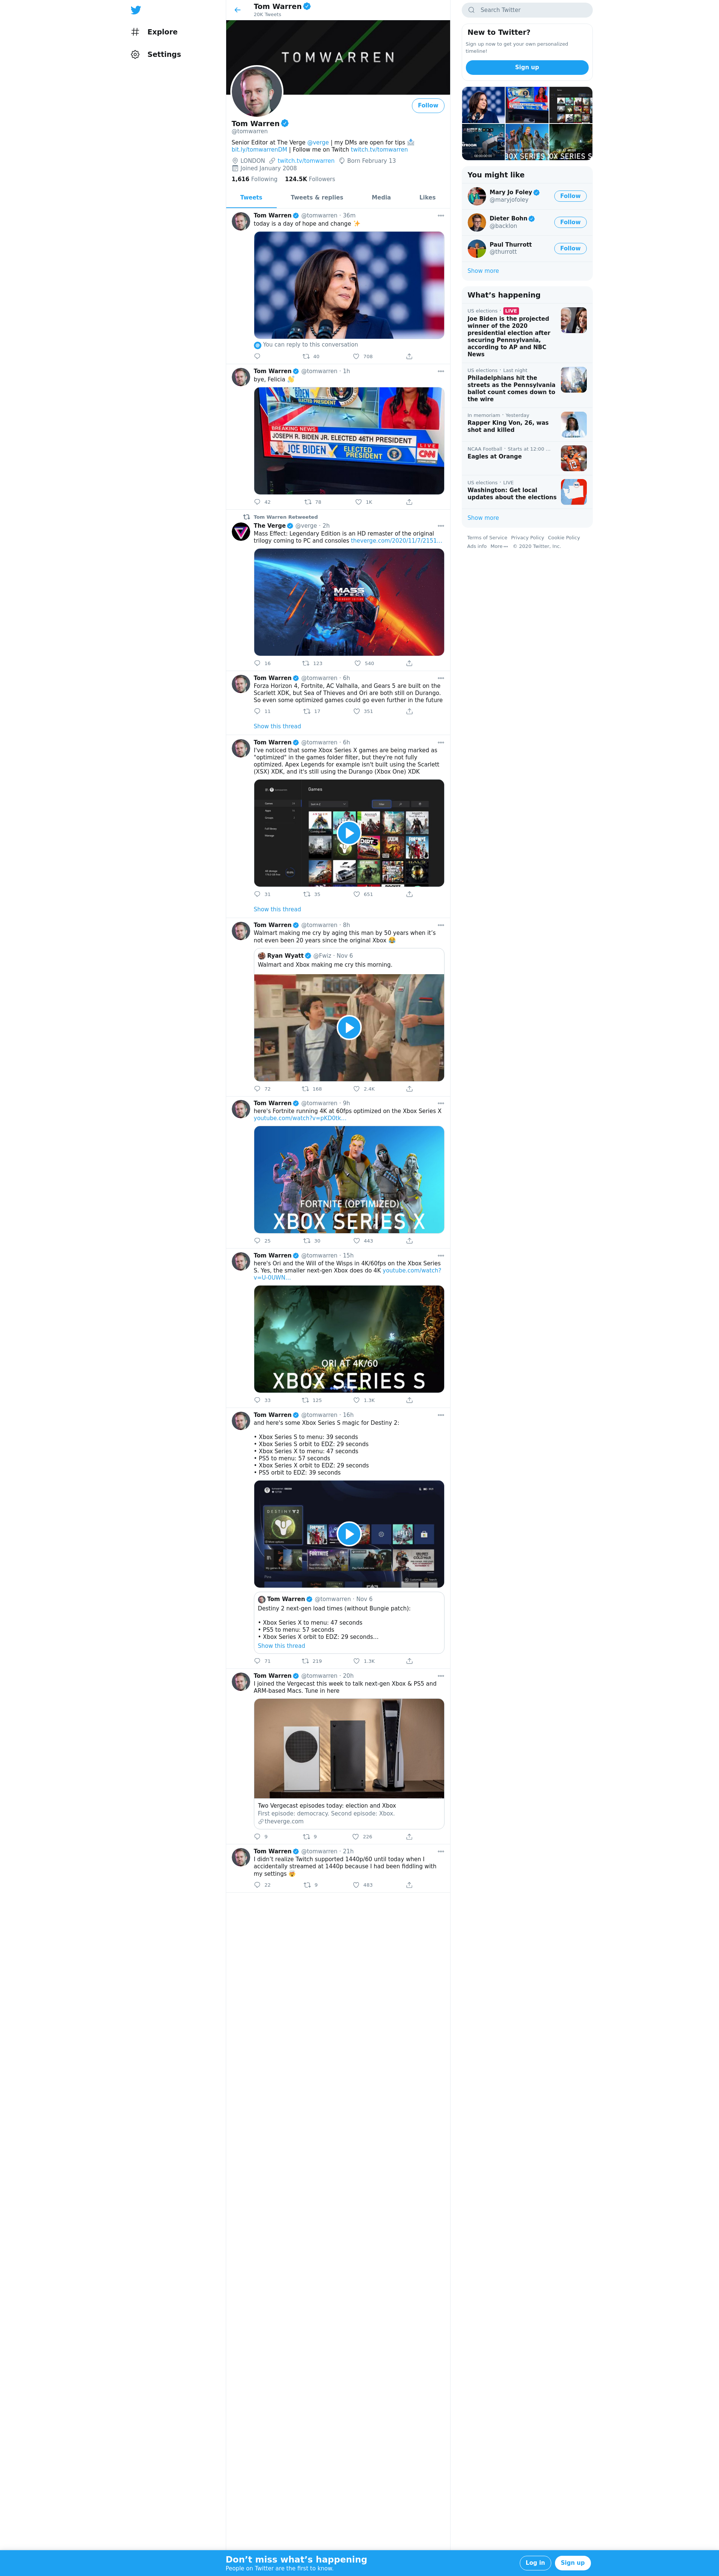 Explore
Settings
Tom Warren
20K Tweets
TOMWARREN
Follow
Tom Warren
@tomwarren
Senior Editor at The Verge @verge | my DMs are open for tips
bit.ly/tomwarrenDM | Follow me on Twitch twitch.tv/tomwarren
LONDON twitch.tv/tomwarren Born February 13
Joined January 2008
1,616 Following 124.5K Followers
Tweets Tweets & replies Media Likes
Tom Warren @tomwarren · 36m
today is a day of hope and change ✨
You can reply to this conversation
40 708
Tom Warren @tomwarren · 1h
bye, Felicia 👋
BIDEN PRESIDENT
BREAKING NEWS
JOSEPH R. BIDEN JR. ELECTED 46TH PRESIDENT
LIVE
CNN
JOE BIDEN
ELECTED PRESIDENT
42 78 1K
Tom Warren Retweeted
The Verge @verge · 2h
Mass Effect: Legendary Edition is an HD remaster of the original
trilogy coming to PC and consoles theverge.com/2020/11/7/2151…
MASS EFFECT
LEGENDARY EDITION
16 123 540
Tom Warren @tomwarren · 6h
Forza Horizon 4, Fortnite, AC Valhalla, and Gears 5 are built on the
Scarlett XDK, but Sea of Thieves and Ori are both still on Durango.
So even some optimized games could go even further in the future
11 17 351
Show this thread
Tom Warren @tomwarren · 6h
I've noticed that some Xbox Series X games are being marked as
"optimized" in the games folder filter, but they're not fully
optimized. Apex Legends for example isn't built using the Scarlett
(XSX) XDK, and it's still using the Durango (Xbox One) XDK
Games
31 35 651
Show this thread
Tom Warren @tomwarren · 8h
Walmart making me cry by aging this man by 50 years when it's
not even been 20 years since the original Xbox 😂
Ryan Wyatt @Fwiz · Nov 6
Walmart and Xbox making me cry this morning.
72 168 2.4K
Tom Warren @tomwarren · 9h
here's Fortnite running 4K at 60fps optimized on the Xbox Series X
youtube.com/watch?v=pKD0tk…
FORTNITE (OPTIMIZED)
XBOX SERIES X
25 30 443
Tom Warren @tomwarren · 15h
here's Ori and the Will of the Wisps in 4K/60fps on the Xbox Series
S. Yes, the smaller next-gen Xbox does do 4K youtube.com/watch?
v=U-0UWN…
ORI AT 4K/60
XBOX SERIES S
33 125 1.3K
Tom Warren @tomwarren · 16h
and here's some Xbox Series S magic for Destiny 2:
• Xbox Series S to menu: 39 seconds
• Xbox Series S orbit to EDZ: 29 seconds
• Xbox Series X to menu: 47 seconds
• PS5 to menu: 57 seconds
• Xbox Series X orbit to EDZ: 29 seconds
• PS5 orbit to EDZ: 39 seconds
DESTINY 2
Tom Warren @tomwarren · Nov 6
Destiny 2 next-gen load times (without Bungie patch):
• Xbox Series X to menu: 47 seconds
• PS5 to menu: 57 seconds
• Xbox Series X orbit to EDZ: 29 seconds…
Show this thread
71 219 1.3K
Tom Warren @tomwarren · 20h
I joined the Vergecast this week to talk next-gen Xbox & PS5 and
ARM-based Macs. Tune in here
Two Vergecast episodes today: election and Xbox
First episode: democracy. Second episode: Xbox.
theverge.com
9 9 226
Tom Warren @tomwarren · 21h
I didn't realize Twitch supported 1440p/60 until today when I
accidentally streamed at 1440p because I had been fiddling with
my settings
22 9 483
Search Twitter
New to Twitter?
Sign up now to get your own personalized
timeline!
Sign up
BOX SERIES X
OX SERIES S
You might like
Mary Jo Foley
@maryjofoley
Follow
Dieter Bohn
@backlon
Follow
Paul Thurrott
@thurrott
Follow
Show more
What's happening
US elections · LIVE
Joe Biden is the projected
winner of the 2020
presidential election after
securing Pennsylvania,
according to AP and NBC
News
US elections · Last night
Philadelphians hit the
streets as the Pennsylvania
ballot count comes down to
the wire
In memoriam · Yesterday
Rapper King Von, 26, was
shot and killed
NCAA Football · Starts at 12:00 ...
Eagles at Orange
US elections · LIVE
Washington: Get local
updates about the elections
Show more
Terms of Service Privacy Policy Cookie Policy
Ads info More © 2020 Twitter, Inc.
Don't miss what's happening
People on Twitter are the first to know.
Log in
Sign up